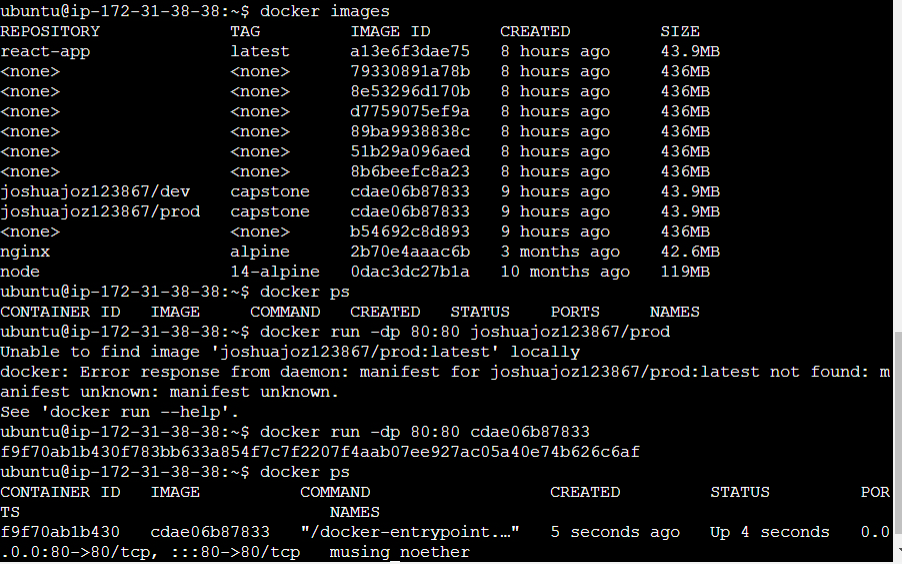 ubuntu@ip-172-31-38-38:~$ docker images
REPOSITORY TAG IMAGE ID CREATED SIZE
react-app latest a13e6f3dae75 8 hours ago 43.9MB
<none> <none> 79330891a78b 8 hours ago 436MB
<none> <none> 8e53296d170b 8 hours ago 436MB
<none> <none> d7759075ef9a 8 hours ago 436MB
<none> <none> 89ba9938838c 8 hours ago 436MB
<none> <none> 51b29a096aed 8 hours ago 436MB
<none> <none> 8b6beefc8a23 8 hours ago 436MB
joshuajoz123867/dev capstone cdae06b87833 9 hours ago 43.9MB
joshuajoz123867/prod capstone cdae06b87833 9 hours ago 43.9MB
<none> <none> b54692c8d893 9 hours ago 436MB
nginx alpine 2b70e4aaac6b 3 months ago 42.6MB
node 14-alpine 0dac3dc27b1a 10 months ago 119MB
ubuntu@ip-172-31-38-38:~$ docker ps
CONTAINER ID IMAGE COMMAND CREATED STATUS PORTS NAMES
ubuntu@ip-172-31-38-38:~$ docker run -dp 80:80 joshuajoz123867/prod
Unable to find image 'joshuajoz123867/prod:latest' locally
docker: Error response from daemon: manifest for joshuajoz123867/prod:latest not found: m
anifest unknown: manifest unknown.
See 'docker run --help'.
ubuntu@ip-172-31-38-38:~$ docker run -dp 80:80 cdae06b87833
f9f70ab1b430f783bb633a854f7c7f2207f4aab07ee927ac05a40e74b626c6af
ubuntu@ip-172-31-38-38:~$ docker ps
CONTAINER ID IMAGE COMMAND CREATED STATUS POR
TS NAMES
f9f70ab1b430 cdae06b87833 "/docker-entrypoint.…" 5 seconds ago Up 4 seconds 0.0
.0.0:80->80/tcp, :::80->80/tcp musing_noether